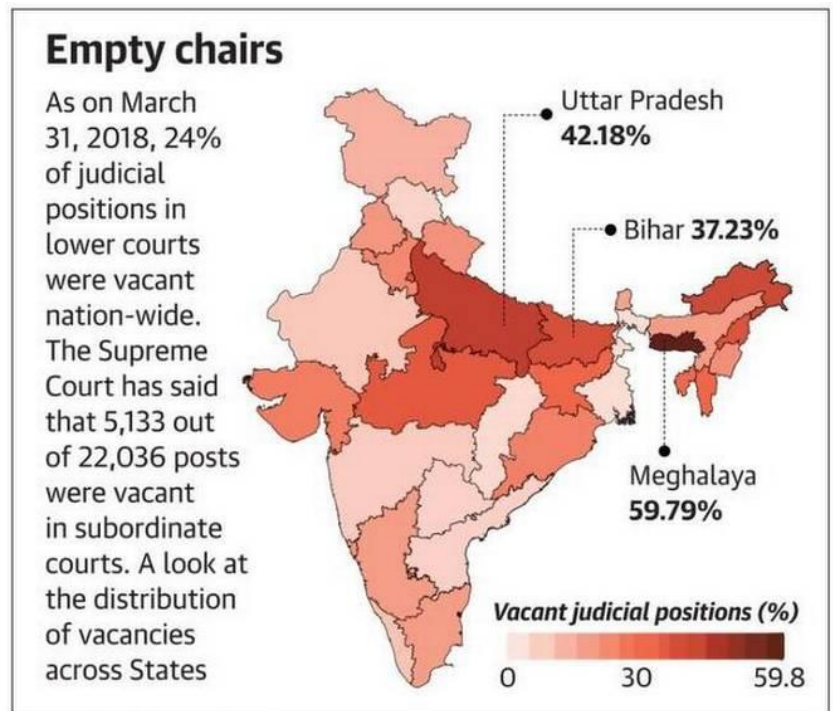 Empty chairs
As on March
31, 2018, 24%
of judicial
positions in
lower courts
were vacant
nation-wide.
The Supreme
Court has said
that 5,133 out
of 22,036 posts
were vacant
in subordinate
courts. A look at
the distribution
of vacancies
across States
Uttar Pradesh
42.18%
Bihar 37.23%
Meghalaya
59.79%
Vacant judicial positions (%)
0 30 59.8